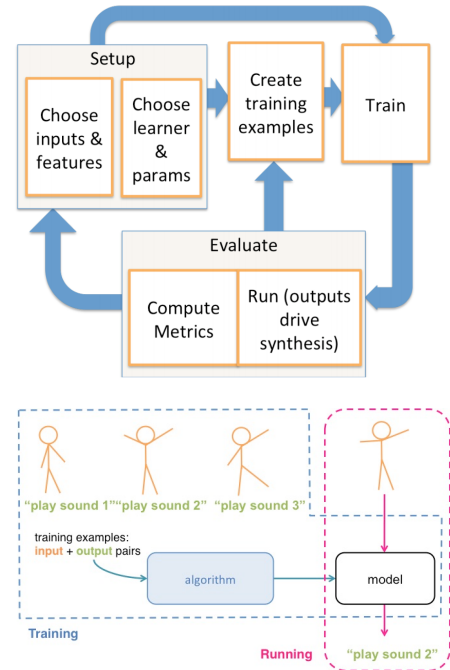 Setup
Choose
inputs &
features
Choose
learner
&
params
Create
training
examples
Train
Evaluate
Compute
Metrics
Run (outputs
drive
synthesis)
"play sound 1"
"play sound 2"
"play sound 3"
training examples:
input + output pairs
algorithm
model
Training
Running
"play sound 2"